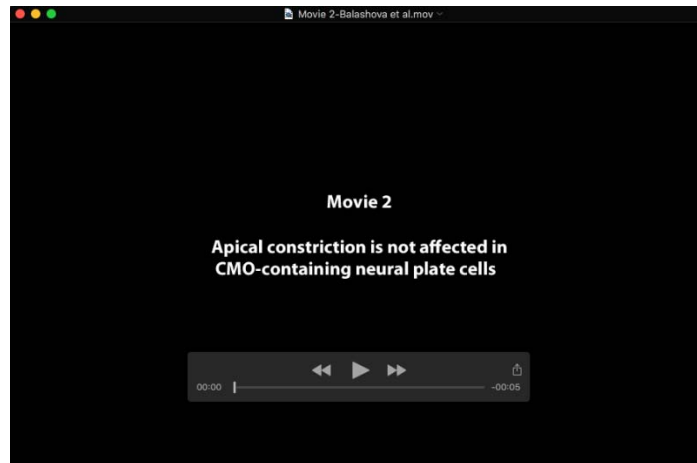 Movie 2-Balashova et al.mov
Movie 2
Apical constriction is not affected in
CMO-containing neural plate cells
00:00
-00:05